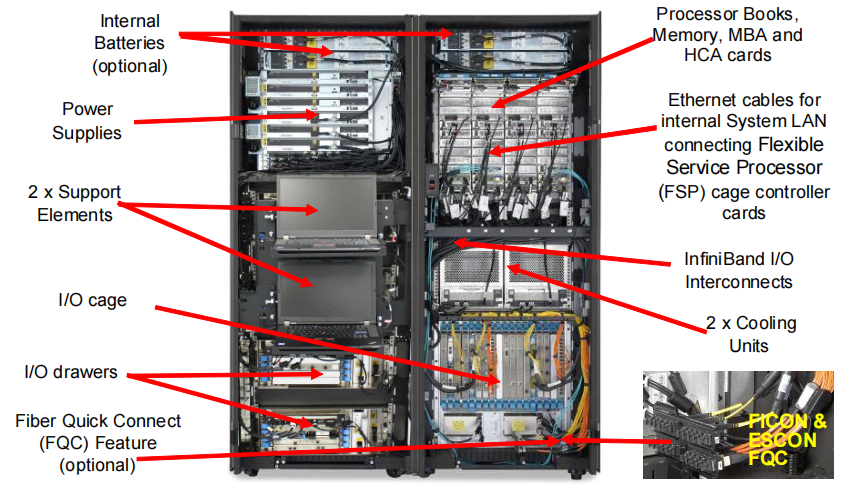 Internal
Batteries
(optional)
Power
Supplies
2 x Support
Elements
I/O cage
I/O drawers
Fiber Quick Connect
(FQC) Feature
(optional)
Processor Books,
Memory, MBA and
HCA cards
Ethernet cables for
internal System LAN
connecting Flexible
Service Processor
(FSP) cage controller
cards
InfiniBand I/O
Interconnects
2 x Cooling
Units
FICON &
ESCON
FQC